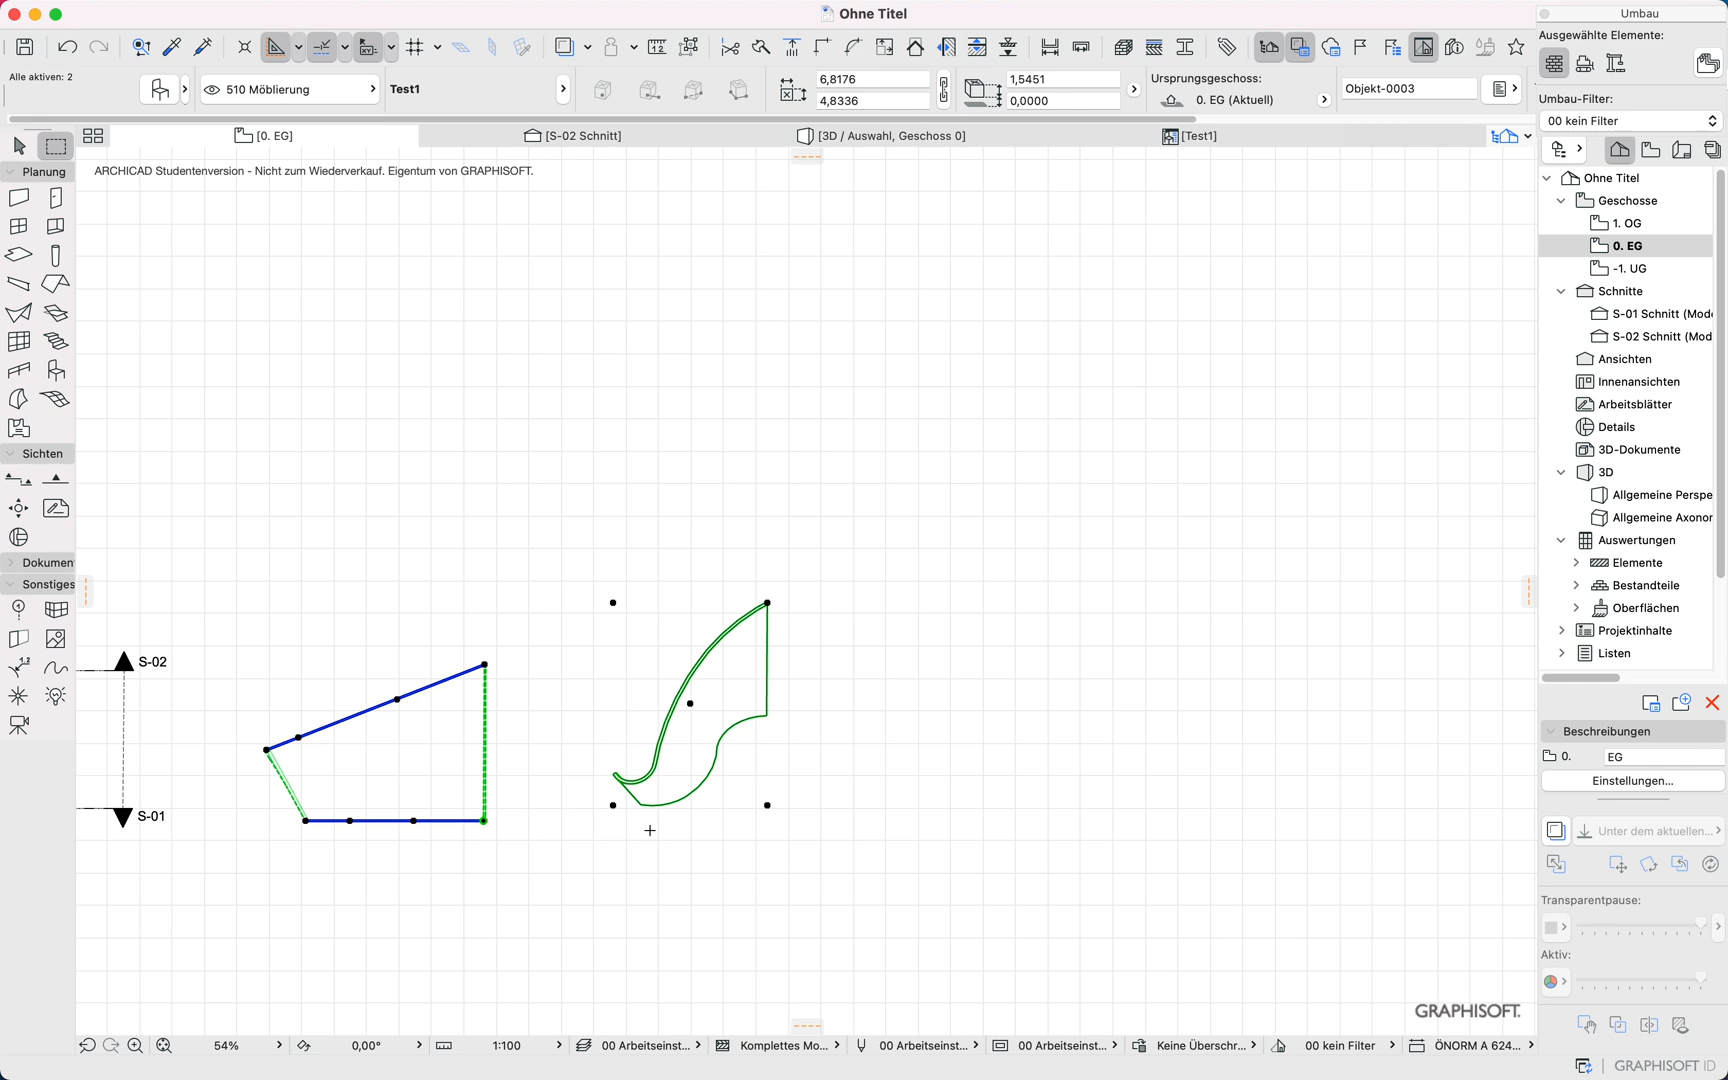 Ohne Titel
Umbau
Ausgewählte Elemente:
Alle aktiven: 2
510 Möblierung
Test1
6,8176
4,8336
1,5451
0,0000
Ursprungsgeschoss:
0. EG (Aktuell)
Objekt-0003
Umbau-Filter:
00 kein Filter
[0. EG]
[S-02 Schnitt]
[3D / Auswahl, Geschoss 0]
[Test1]
ARCHICAD Studentenversion - Nicht zum Wiederverkauf. Eigentum von GRAPHISOFT.
Planung
Sichten
Dokumen
Sonstiges
S-02
S-01
Ohne Titel
Geschosse
1. OG
0. EG
-1. UG
Schnitte
S-01 Schnitt (Mod
S-02 Schnitt (Mod
Ansichten
Innenansichten
Arbeitsblätter
Details
3D-Dokumente
3D
Allgemeine Perspe
Allgemeine Axonor
Auswertungen
Elemente
Bestandteile
Oberflächen
Projektinhalte
Listen
Beschreibungen
0. EG
Einstellungen...
Unter dem aktuellen...
Transparentpause:
Aktiv:
GRAPHISOFT.
54%
0,00°
1:100
00 Arbeitseinst...
Komplettes Mo...
00 Arbeitseinst...
00 Arbeitseinst...
Keine Überschr...
00 kein Filter
ÖNORM A 624...
GRAPHISOFT ID